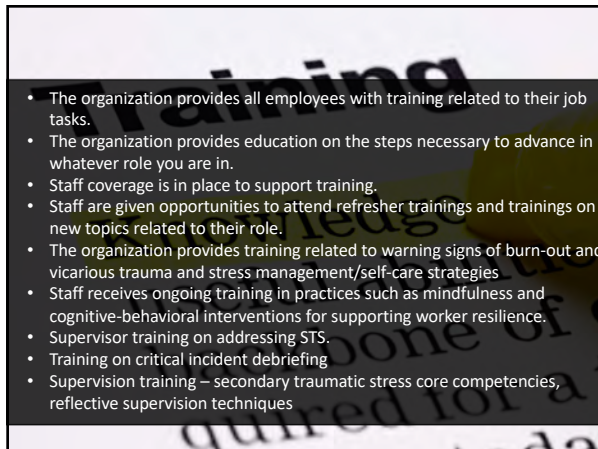 Training
• The organization provides all employees with training related to their job
tasks.
• The organization provides education on the steps necessary to advance in
whatever role you are in.
• Staff coverage is in place to support training.
• Staff are given opportunities to attend refresher trainings and trainings on
new topics related to their role.
• The organization provides training related to warning signs of burn-out and
vicarious trauma and stress management/self-care strategies
• Staff receives ongoing training in practices such as mindfulness and
cognitive-behavioral interventions for supporting worker resilience.
• Supervisor training on addressing STS.
• Training on critical incident debriefing
• Supervision training – secondary traumatic stress core competencies,
reflective supervision techniques
Knowledge
backbone of
quired for a